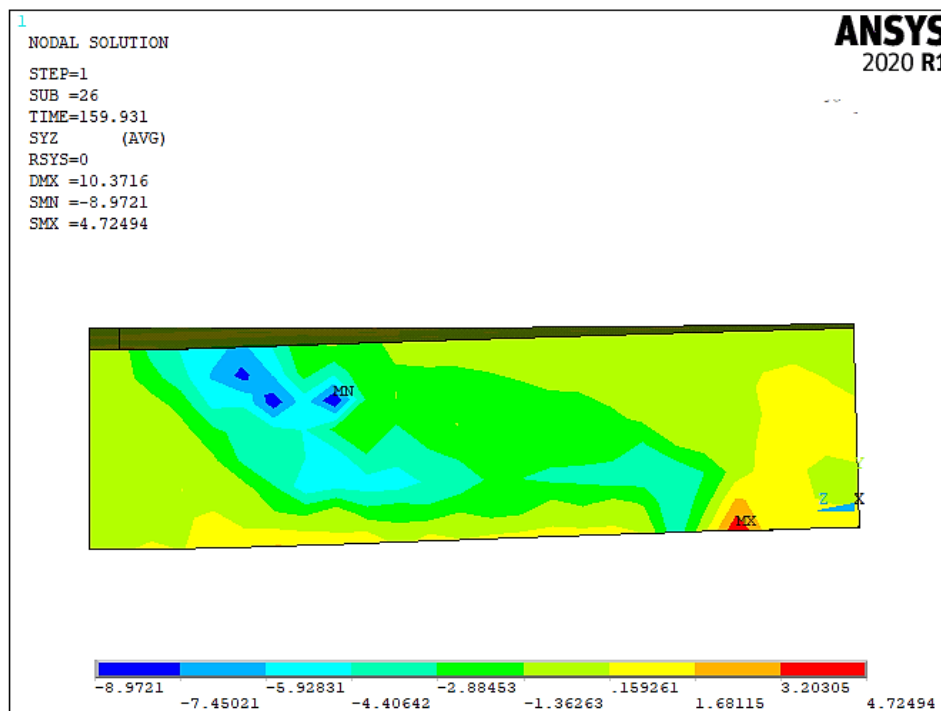 1
NODAL SOLUTION
STEP=1
SUB =26
TIME=159.931
SYZ (AVG)
RSYS=0
DMX =10.3716
SMN =-8.9721
SMX =4.72494
ANSYS
2020 R1
MN
Y
Z X
MX
-8.9721 -5.92831 -2.88453 .159261 3.20305
-7.45021 -4.40642 -1.36263 1.68115 4.72494